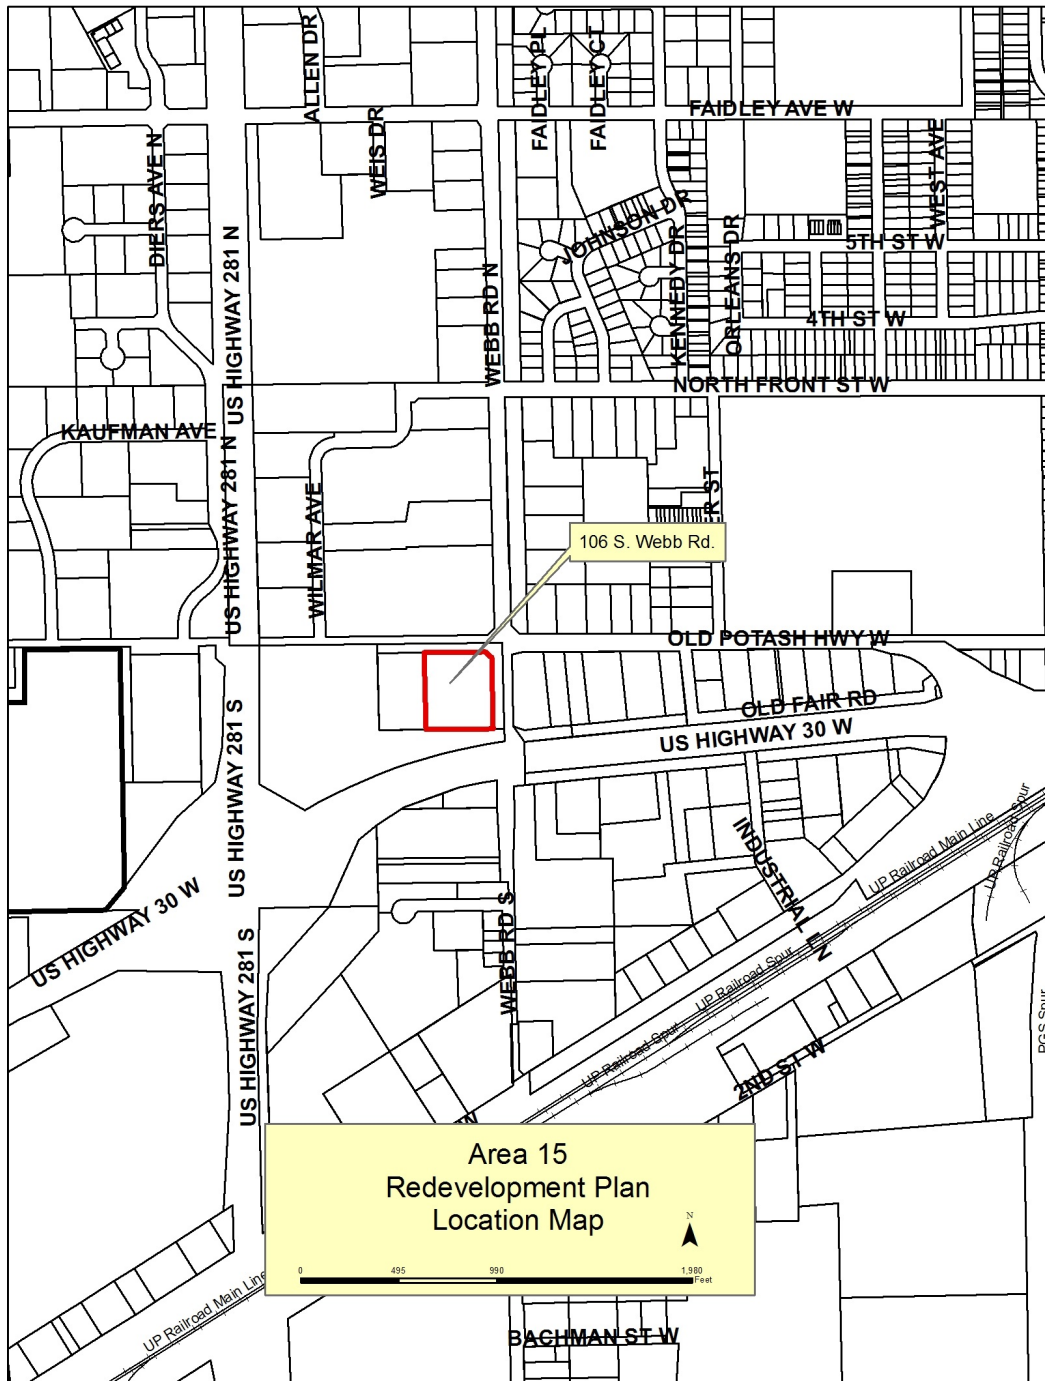 ALLEN DR
FAIDLEY PL
FAIDLEY CT
FAIDLEY AVE W
WEIS DR
DIERS AVE N
WEST AVE
JOHNSON DR
5TH ST W
US HIGHWAY 281 N
WEBB RD N
KENNEDY DR
ORLEANS DR
4TH ST W
NORTH FRONT ST W
KAUFMAN AVE
US HIGHWAY 281 N
WILMAR AVE
ER ST
106 S. Webb Rd.
OLD POTASH HWY W
OLD FAIR RD
US HIGHWAY 30 W
US HIGHWAY 281 S
INDUSTRIAL LN
UP Railroad Main Line
UP Railroad Spur
US HIGHWAY 30 W
WEBB RD S
US HIGHWAY 281 S
UP Railroad Spur
UP Railroad Spur
PGS Spur
2ND ST W
Area 15
Redevelopment Plan
Location Map
N
0 495 990 1,980
Feet
UP Railroad Main Line
BACHMAN ST W